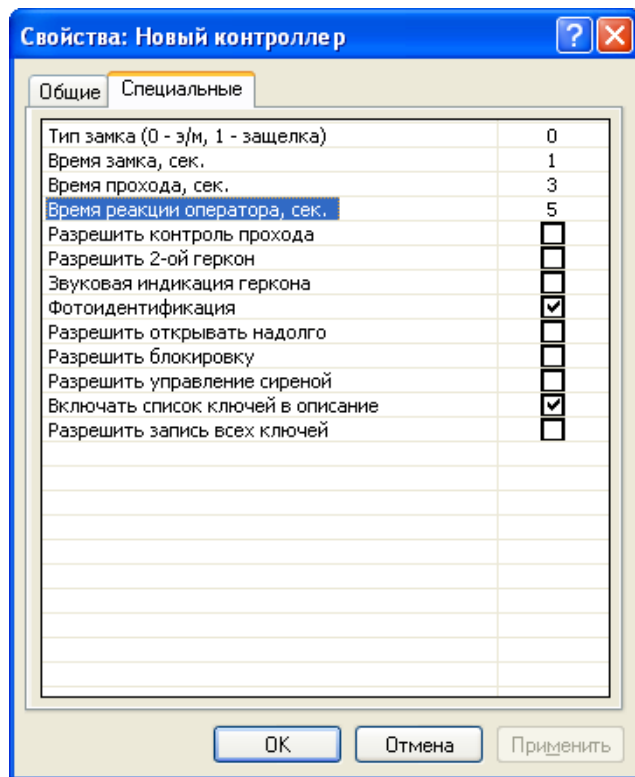 Свойства: Новый контроллер
Общие
Специальные
Тип замка (0 - э/м, 1 - защелка) 0
Время замка, сек. 1
Время прохода, сек. 3
Время реакции оператора, сек. 5
Разрешить контроль прохода
Разрешить 2-ой геркон
Звуковая индикация геркона
Фотоидентификация
Разрешить открывать надолго
Разрешить блокировку
Разрешить управление сиреной
Включать список ключей в описание
Разрешить запись всех ключей
OK
Отмена
Применить